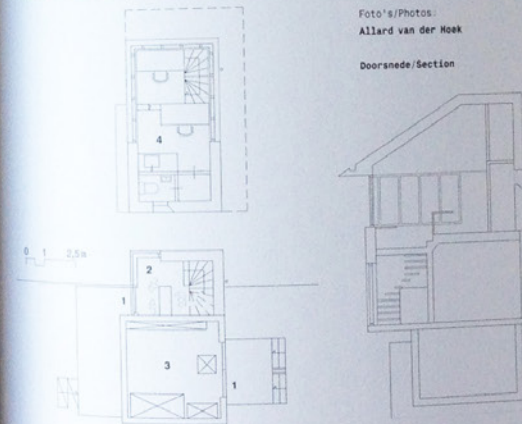 Foto's/Photos:
Allard van der Hoek
Doorsnede/Section
4
0 1 2,5m
2
1
3
1